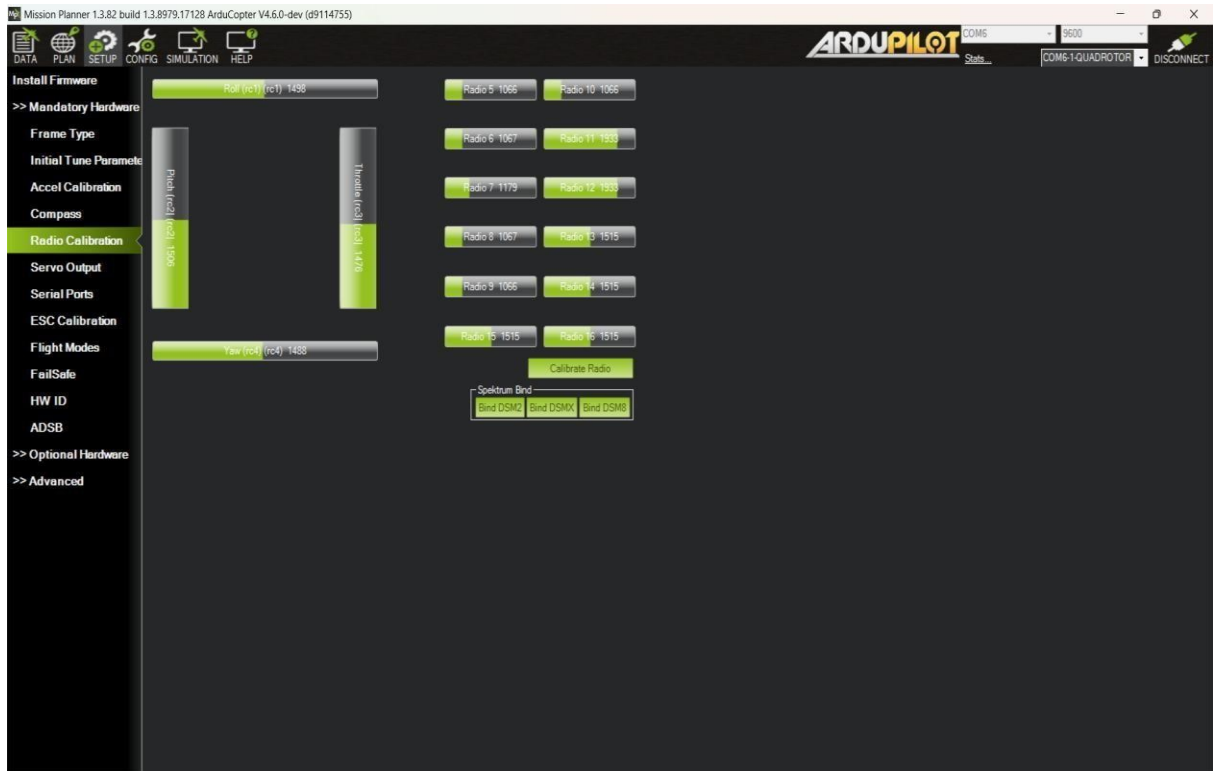 Mission Planner 1.3.82 build 1.3.8979.17128 ArduCopter V4.6.0-dev (d9114755)
DATA PLAN SETUP CONFIG SIMULATION HELP
ARDUPILOT
COM6 9600
Stats... COM6-1-QUADROTOR DISCONNECT
Install Firmware
>> Mandatory Hardware
Frame Type
Initial Tune Paramete
Accel Calibration
Compass
Radio Calibration
Servo Output
Serial Ports
ESC Calibration
Flight Modes
FailSafe
HW ID
ADSB
>> Optional Hardware
>> Advanced
Roll (rc1) (rc1) 1498
Pitch (rc2) (rc2) 1506
Throttle (rc3) (rc3) 1476
Yaw (rc4) (rc4) 1488
Radio 5 1066 Radio 10 1066
Radio 6 1067 Radio 11 1933
Radio 7 1179 Radio 12 1933
Radio 8 1067 Radio 13 1515
Radio 9 1066 Radio 14 1515
Radio 15 1515 Radio 16 1515
Calibrate Radio
Spektrum Bind
Bind DSM2 Bind DSMX Bind DSM8